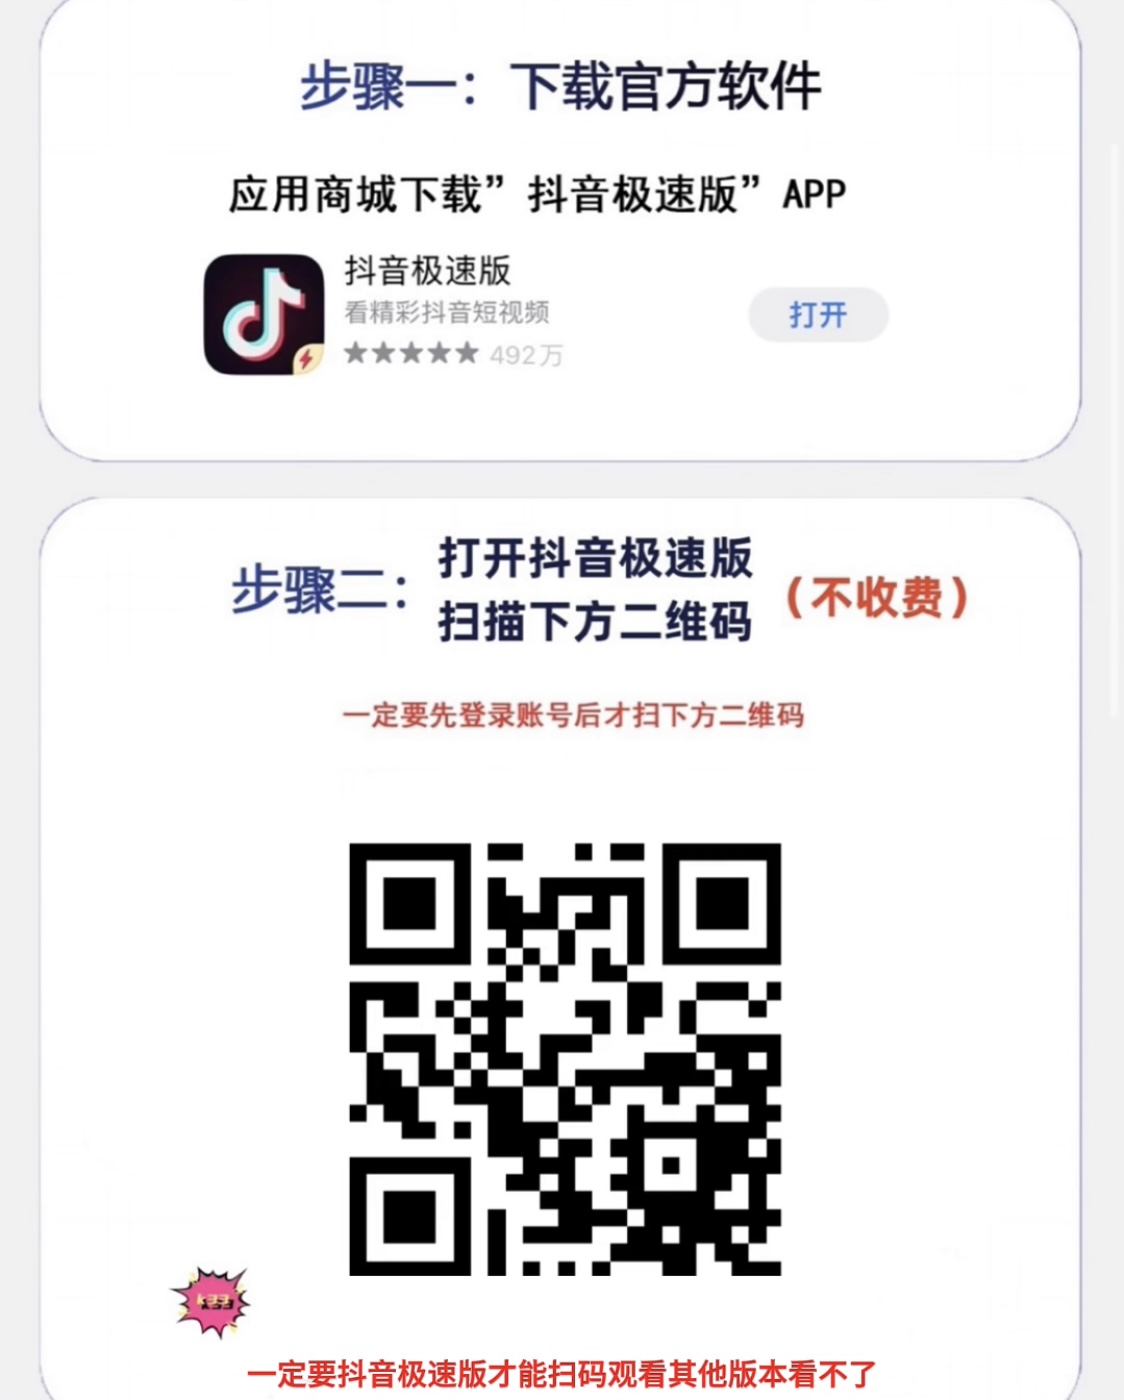 步骤一：下载官方软件
应用商城下载”抖音极速版”APP
抖音极速版
看精彩抖音短视频
★★★★★ 492万
打开
步骤二：
打开抖音极速版
扫描下方二维码
（不收费）
一定要先登录账号后才扫下方二维码
k33
一定要抖音极速版才能扫码观看其他版本看不了